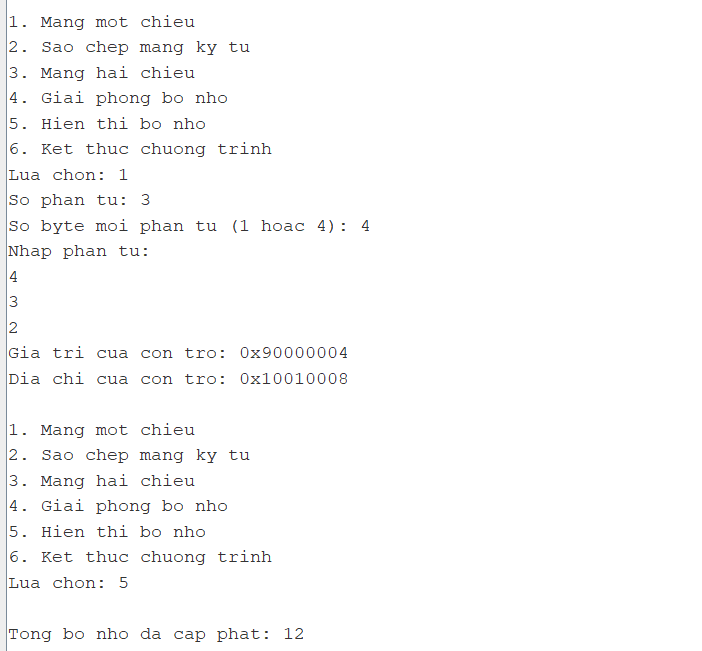 1. Mang mot chieu
2. Sao chep mang ky tu
3. Mang hai chieu
4. Giai phong bo nho
5. Hien thi bo nho
6. Ket thuc chuong trinh
Lua chon: 1
So phan tu: 3
So byte moi phan tu (1 hoac 4): 4
Nhap phan tu:
4
3
2
Gia tri cua con tro: 0x90000004
Dia chi cua con tro: 0x10010008
1. Mang mot chieu
2. Sao chep mang ky tu
3. Mang hai chieu
4. Giai phong bo nho
5. Hien thi bo nho
6. Ket thuc chuong trinh
Lua chon: 5
Tong bo nho da cap phat: 12